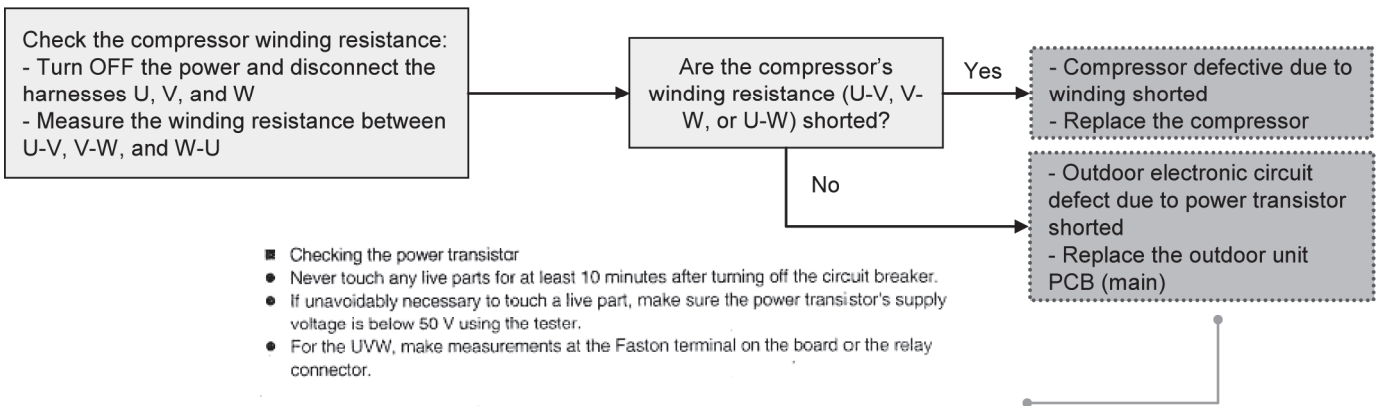 Check the compressor winding resistance:
- Turn OFF the power and disconnect the
harnesses U, V, and W
- Measure the winding resistance between
U-V, V-W, and W-U
Are the compressor's
winding resistance (U-V, V-
W, or U-W) shorted?
Yes
- Compressor defective due to
winding shorted
- Replace the compressor
No
- Outdoor electronic circuit
defect due to power transistor
shorted
- Replace the outdoor unit
PCB (main)
■ Checking the power transistor
● Never touch any live parts for at least 10 minutes after turning off the circuit breaker.
● If unavoidably necessary to touch a live part, make sure the power transistor's supply
voltage is below 50 V using the tester.
● For the UVW, make measurements at the Faston terminal on the board or the relay
connector.